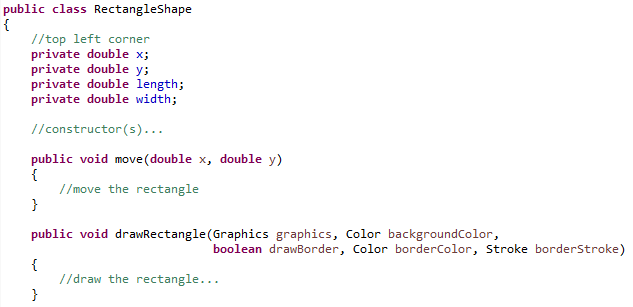 public class RectangleShape
{
//top left corner
private double x;
private double y;
private double length;
private double width;
//constructor(s)...
public void move(double x, double y)
{
//move the rectangle
}
public void drawRectangle(Graphics graphics, Color backgroundColor,
boolean drawBorder, Color borderColor, Stroke borderStroke)
{
//draw the rectangle...
}